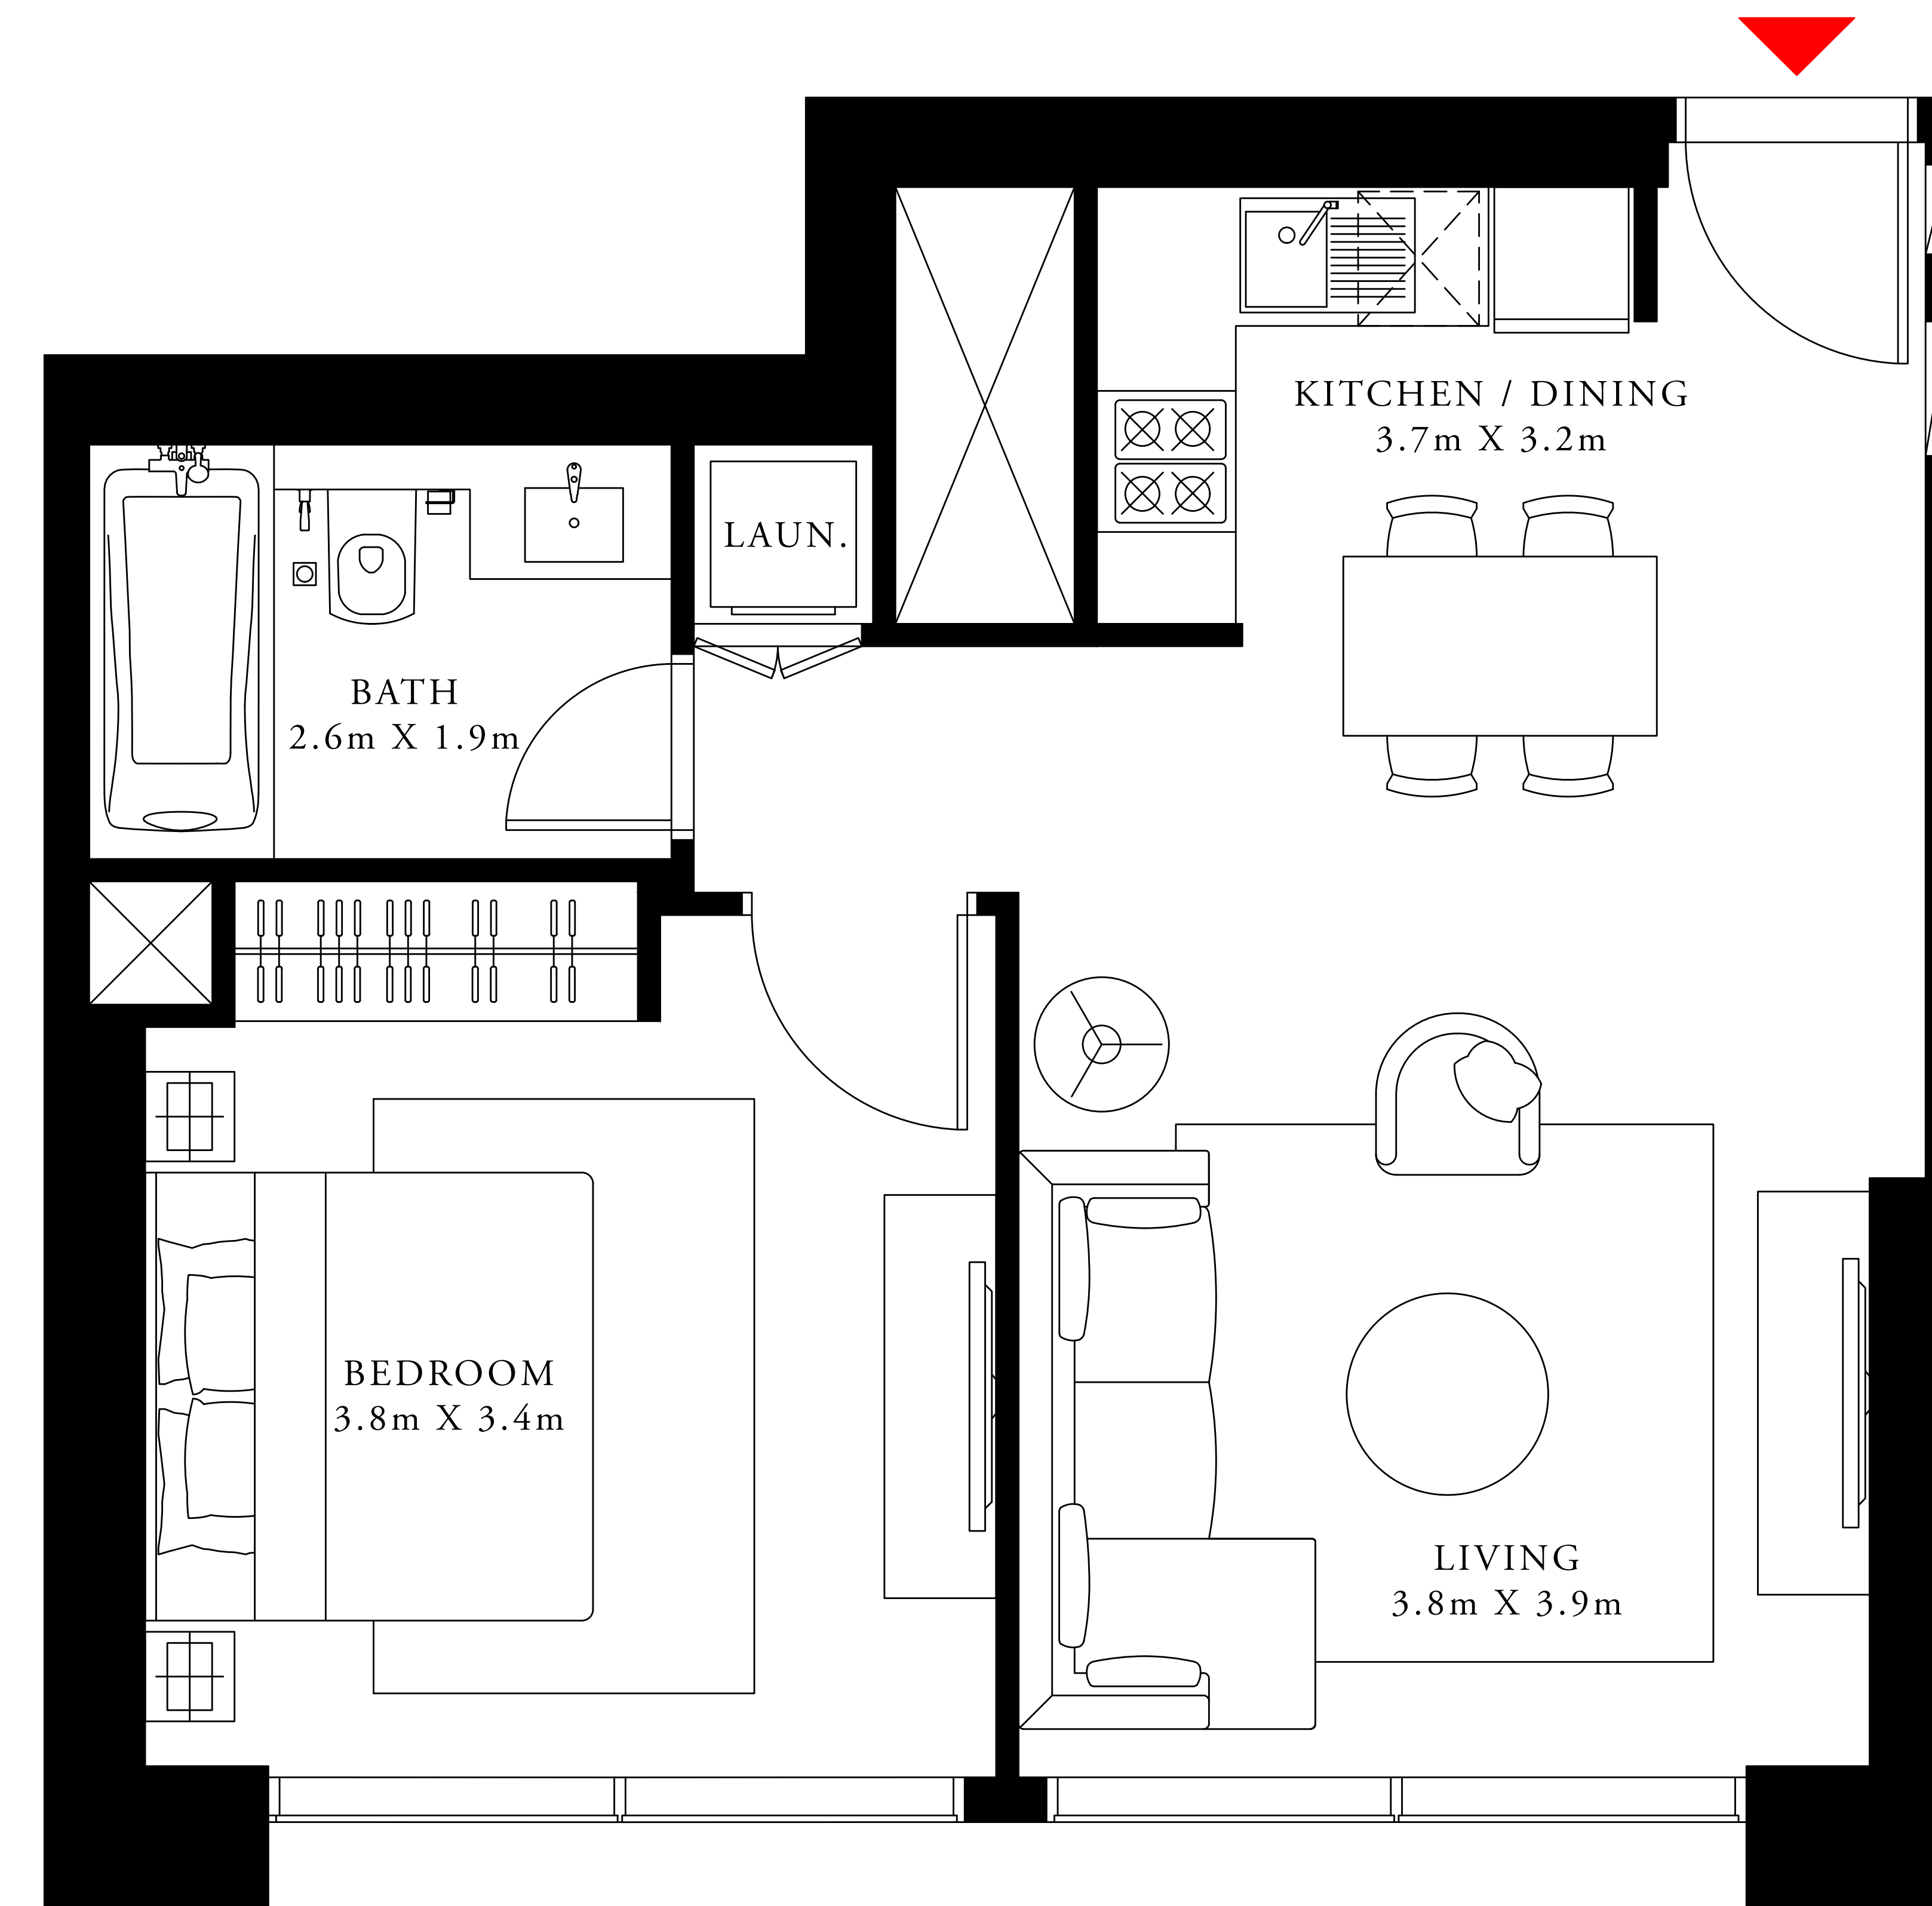 KITCHEN / DINING
3.7m X 3.2m
LAUN.
BATH
2.6m X 1.9m
BEDROOM
3.8m X 3.4m
LIVING
3.8m X 3.9m